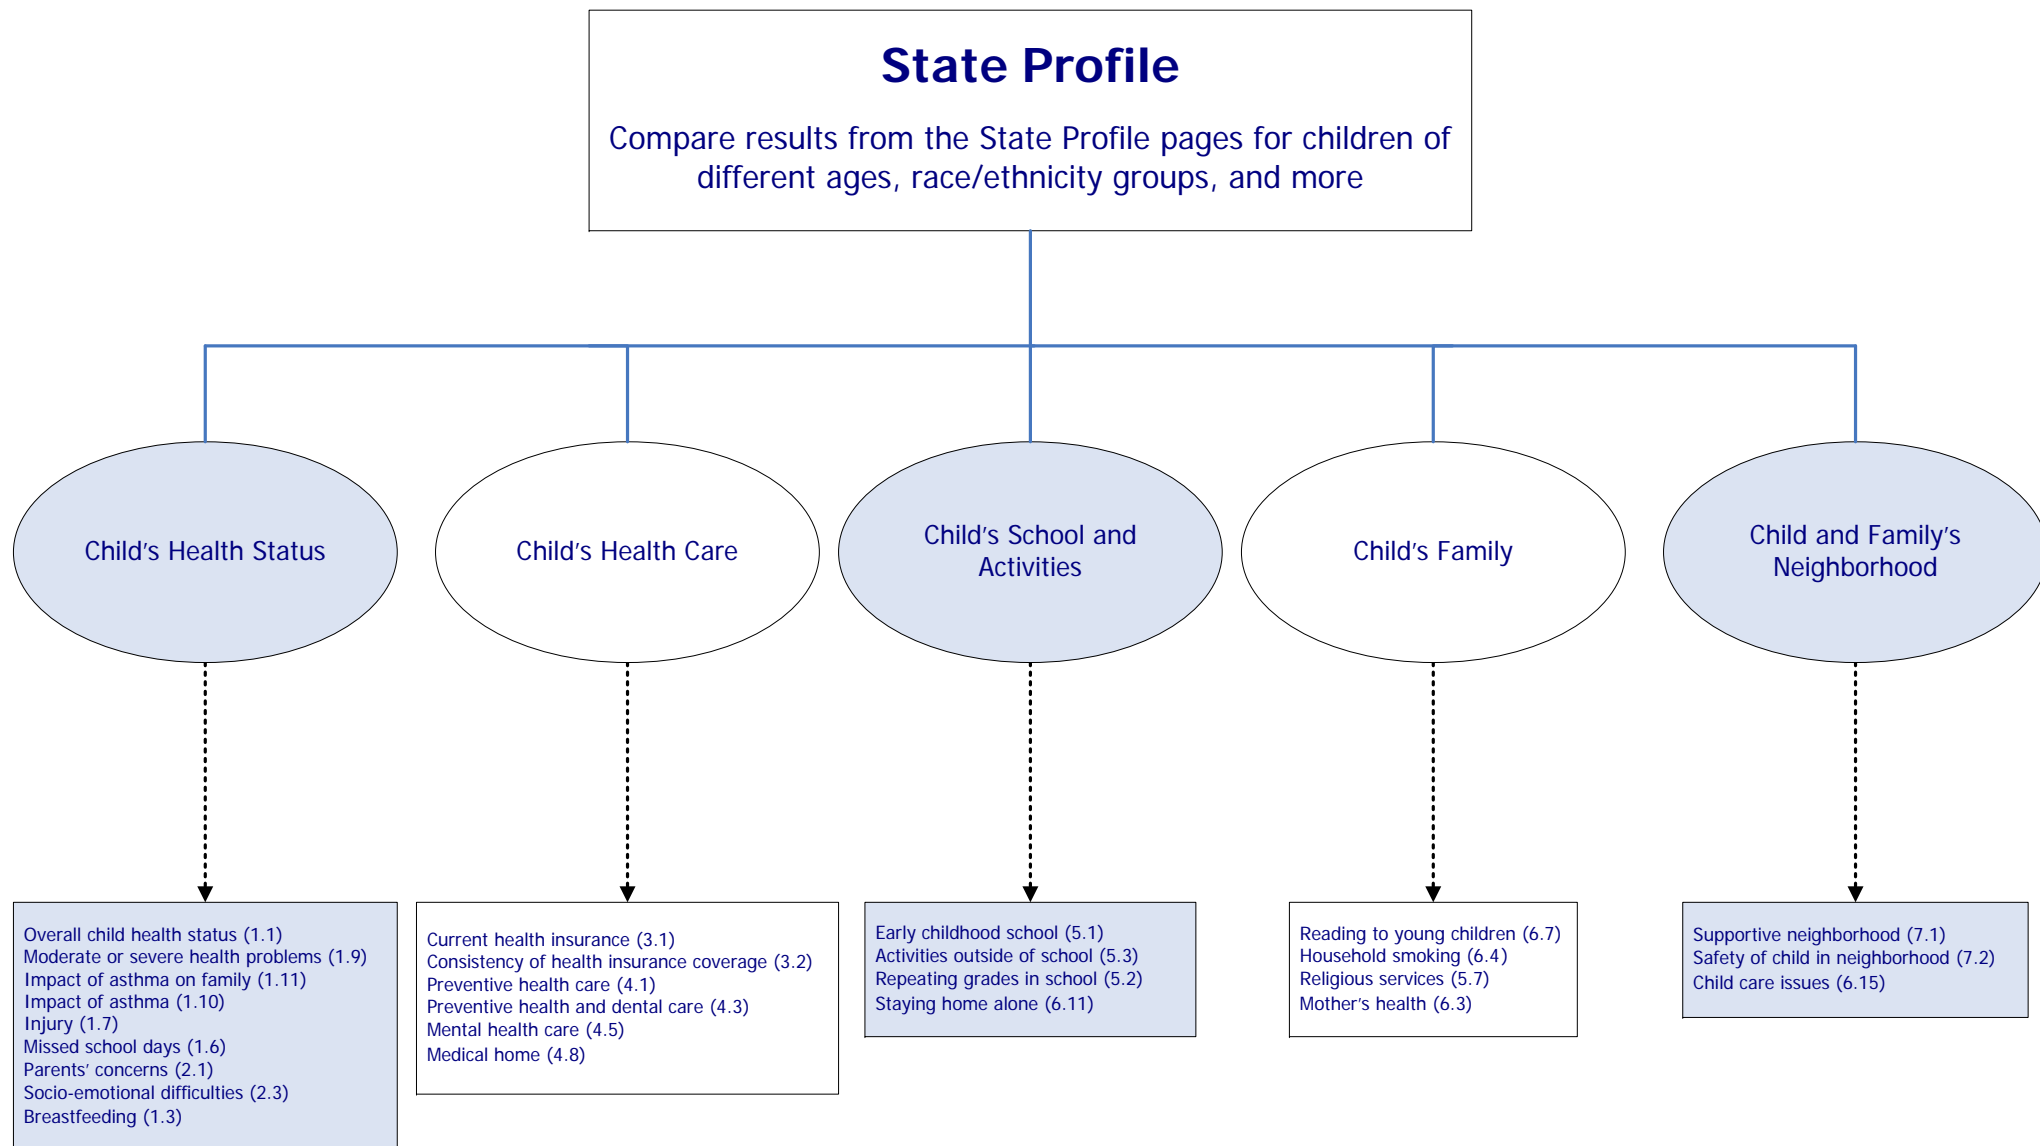 State Profile
Compare results from the State Profile pages for children of
different ages, race/ethnicity groups, and more
Child's Health Status
Child's Health Care
Child's School and
Activities
Child's Family
Child and Family's
Neighborhood
Overall child health status (1.1)
Moderate or severe health problems (1.9)
Impact of asthma on family (1.11)
Impact of asthma (1.10)
Injury (1.7)
Missed school days (1.6)
Parents' concerns (2.1)
Socio-emotional difficulties (2.3)
Breastfeeding (1.3)
Current health insurance (3.1)
Consistency of health insurance coverage (3.2)
Preventive health care (4.1)
Preventive health and dental care (4.3)
Mental health care (4.5)
Medical home (4.8)
Early childhood school (5.1)
Activities outside of school (5.3)
Repeating grades in school (5.2)
Staying home alone (6.11)
Reading to young children (6.7)
Household smoking (6.4)
Religious services (5.7)
Mother's health (6.3)
Supportive neighborhood (7.1)
Safety of child in neighborhood (7.2)
Child care issues (6.15)